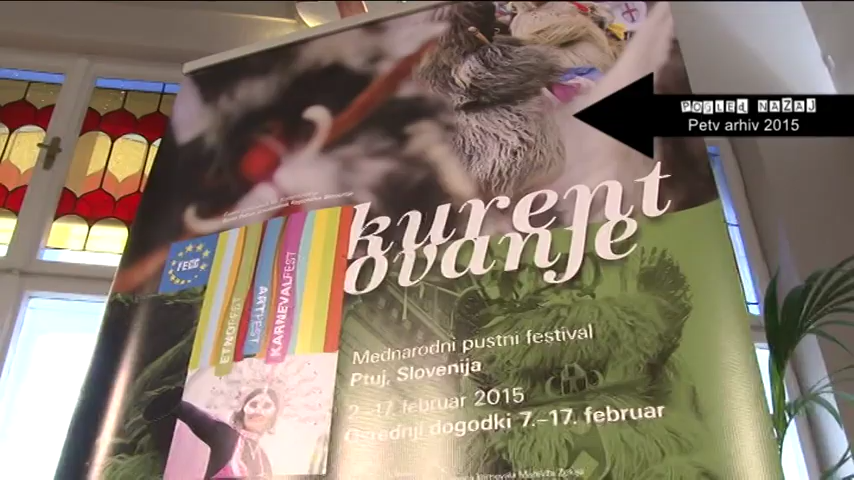 POGLEJ NAZAJ
Petv arhiv 2015
kurent
ovanje
FECC
ETNOFEST
ARTFEST
KARNEVALFEST
Mednarodni pustni festival
Ptuj, Slovenija
2.-17. februar 2015
Osrednji dogodki 7.-17. februar